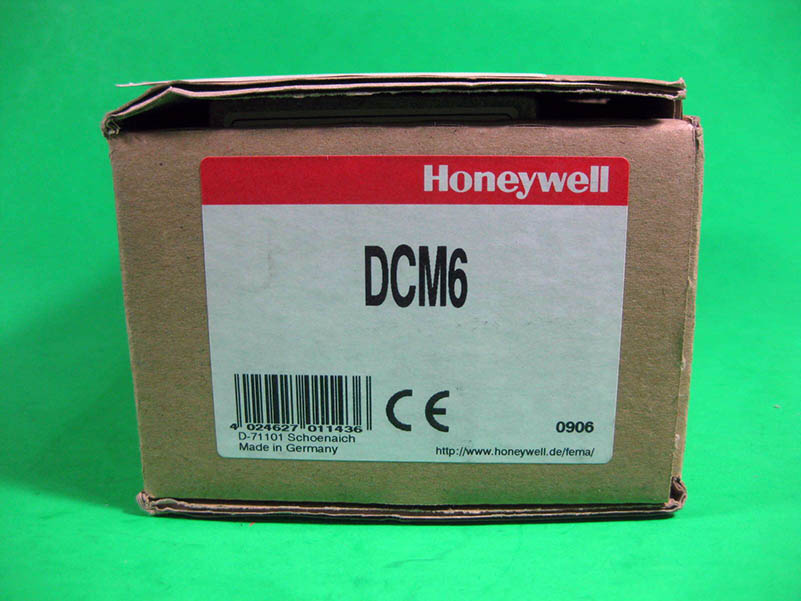 Honeywell
DCM6
4 024627 011436
D-71101 Schoenaich
Made in Germany
CE
0906
http://www.honeywell.de/fema/